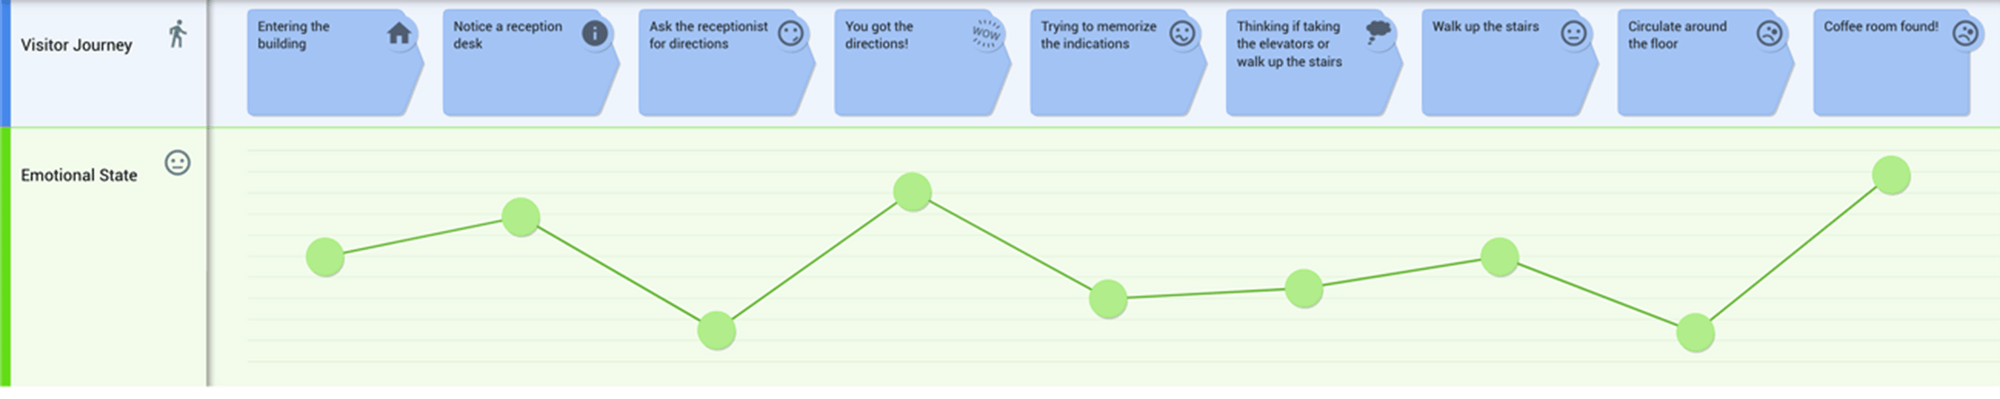 Visitor Journey
Entering the
building
Notice a reception
desk
Ask the receptionist
for directions
You got the
directions!
WOW
Trying to memorize
the indications
Thinking if taking
the elevators or
walk up the stairs
Walk up the stairs
Circulate around
the floor
Coffee room found!
Emotional State